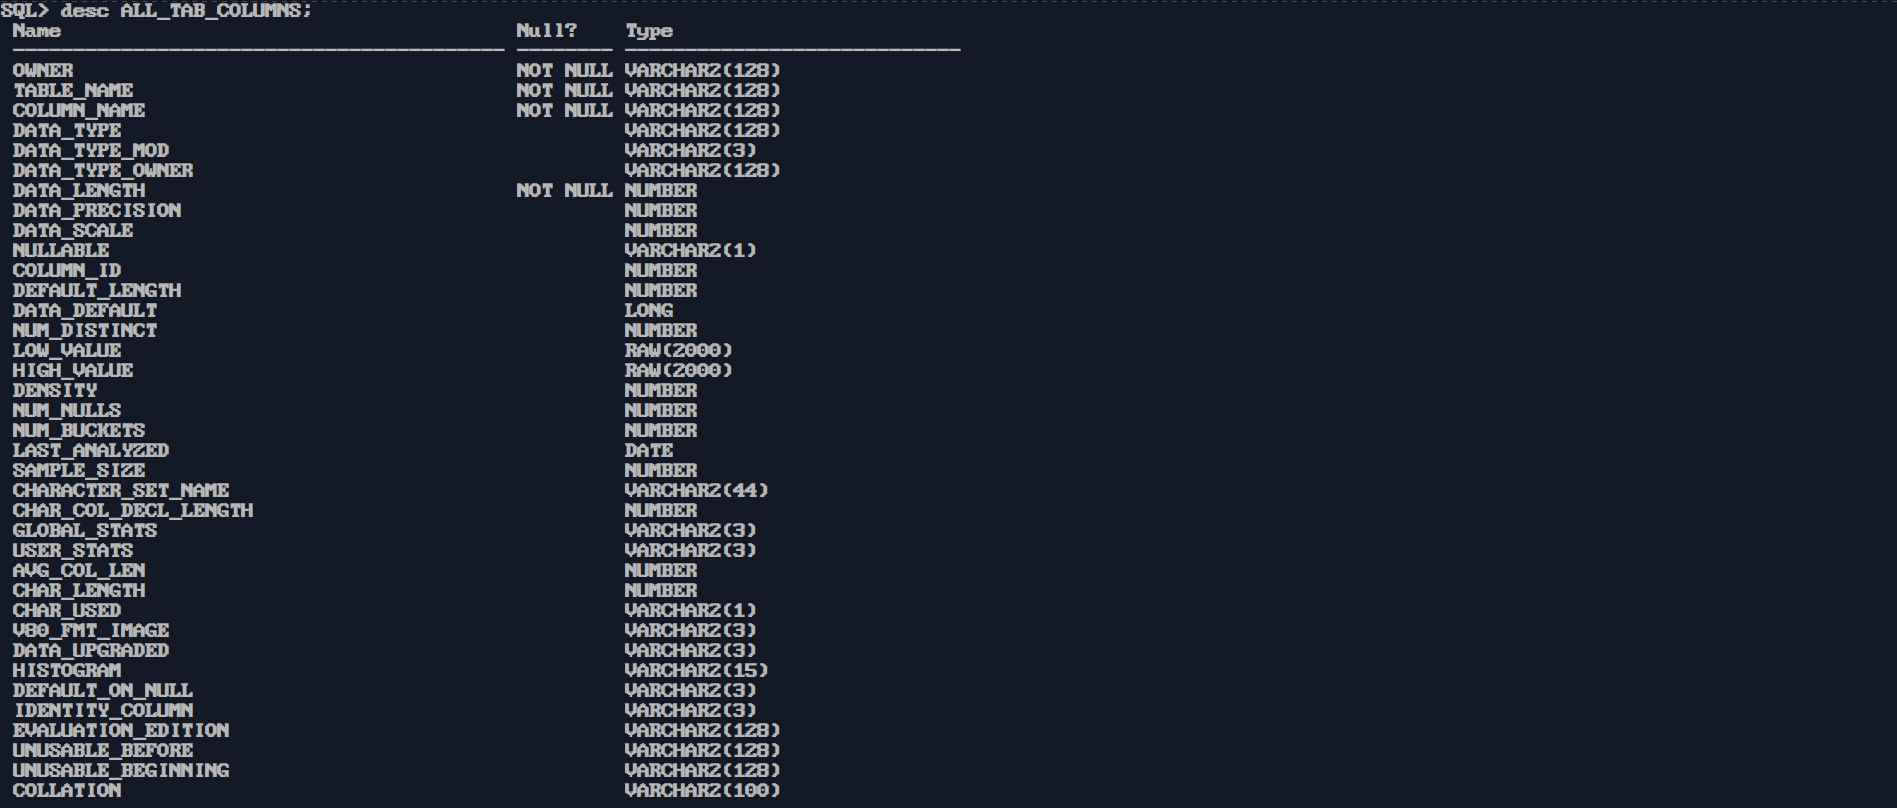 SQL> desc ALL_TAB_COLUMNS;
Name Null? Type
----------------------------------------- -------- ----------------------------
OWNER NOT NULL VARCHAR2(128)
TABLE_NAME NOT NULL VARCHAR2(128)
COLUMN_NAME NOT NULL VARCHAR2(128)
DATA_TYPE VARCHAR2(128)
DATA_TYPE_MOD VARCHAR2(3)
DATA_TYPE_OWNER VARCHAR2(128)
DATA_LENGTH NOT NULL NUMBER
DATA_PRECISION NUMBER
DATA_SCALE NUMBER
NULLABLE VARCHAR2(1)
COLUMN_ID NUMBER
DEFAULT_LENGTH NUMBER
DATA_DEFAULT LONG
NUM_DISTINCT NUMBER
LOW_VALUE RAW(2000)
HIGH_VALUE RAW(2000)
DENSITY NUMBER
NUM_NULLS NUMBER
NUM_BUCKETS NUMBER
LAST_ANALYZED DATE
SAMPLE_SIZE NUMBER
CHARACTER_SET_NAME VARCHAR2(44)
CHAR_COL_DECL_LENGTH NUMBER
GLOBAL_STATS VARCHAR2(3)
USER_STATS VARCHAR2(3)
AVG_COL_LEN NUMBER
CHAR_LENGTH NUMBER
CHAR_USED VARCHAR2(1)
V80_FMT_IMAGE VARCHAR2(3)
DATA_UPGRADED VARCHAR2(3)
HISTOGRAM VARCHAR2(15)
DEFAULT_ON_NULL VARCHAR2(3)
IDENTITY_COLUMN VARCHAR2(3)
EVALUATION_EDITION VARCHAR2(128)
UNUSABLE_BEFORE VARCHAR2(128)
UNUSABLE_BEGINNING VARCHAR2(128)
COLLATION VARCHAR2(100)